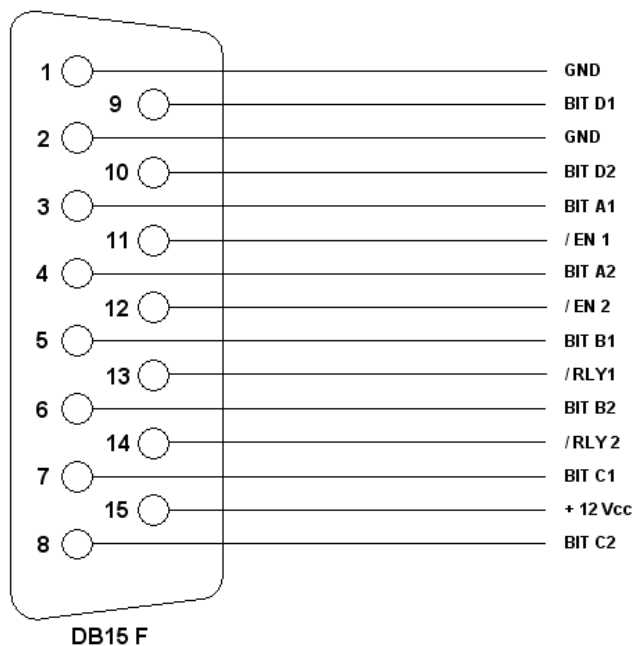 1 GND
9 BIT D1
2 GND
10 BIT D2
3 BIT A1
11 / EN 1
4 BIT A2
12 / EN 2
5 BIT B1
13 / RLY1
6 BIT B2
14 / RLY 2
7 BIT C1
15 + 12 Vcc
8 BIT C2
DB15 F